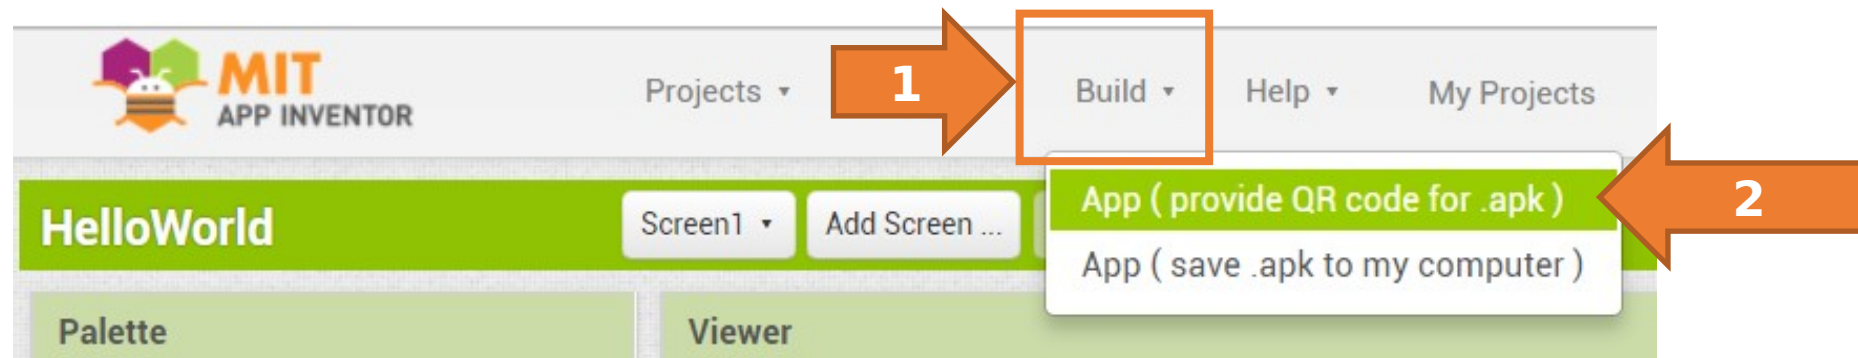 MIT
APP INVENTOR
Projects
1
Build
Help
My Projects
App ( provide QR code for .apk )
2
HelloWorld
Screen1
Add Screen ...
App ( save .apk to my computer )
Palette
Viewer